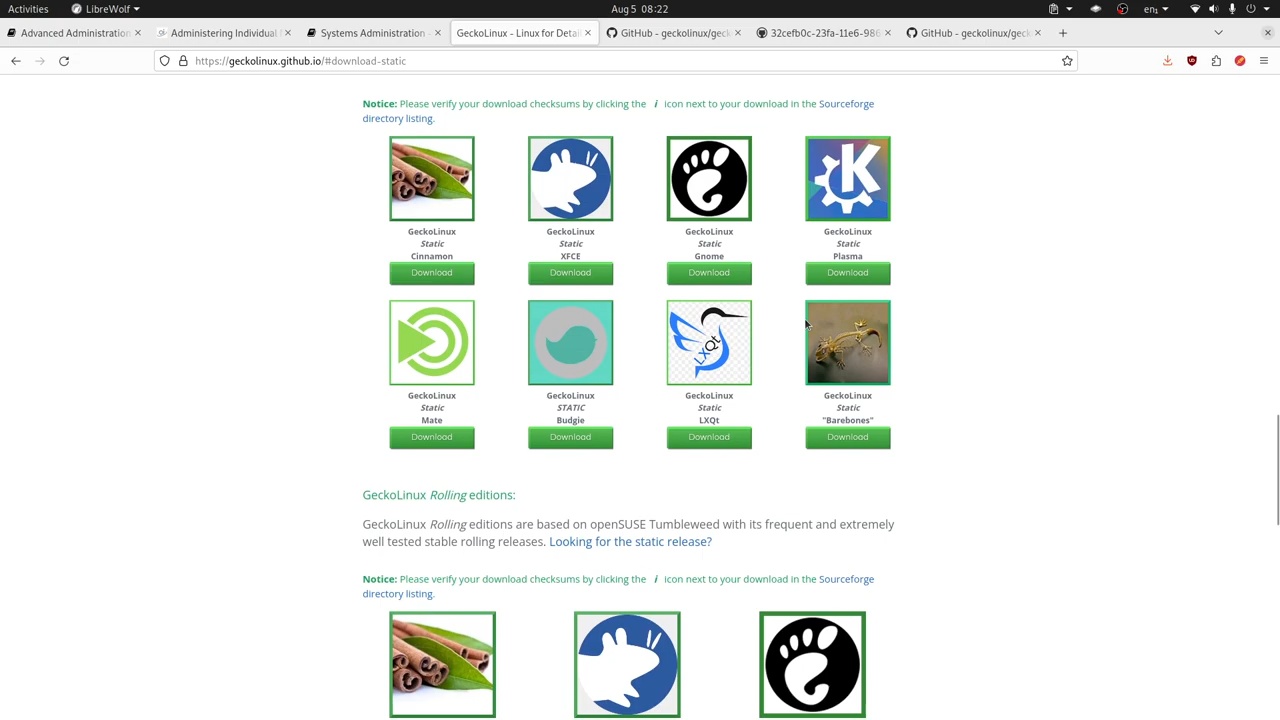 Activities
LibreWolf
Aug 5 08:22
en
Advanced Administration
Administering Individual
Systems Administration
GeckoLinux - Linux for Detai
GitHub - geckolinux/geck
32cefb0c-23fa-11e6-986
GitHub - geckolinux/geck
https://geckolinux.github.io/#download-static
Notice: Please verify your download checksums by clicking the i icon next to your download in the Sourceforge
directory listing.
GeckoLinux
Static
Cinnamon
Download
GeckoLinux
Static
XFCE
Download
GeckoLinux
Static
Gnome
Download
GeckoLinux
Static
Plasma
Download
LXQt
GeckoLinux
Static
Mate
Download
GeckoLinux
STATIC
Budgie
Download
GeckoLinux
Static
LXQt
Download
GeckoLinux
Static
"Barebones"
Download
GeckoLinux Rolling editions:
GeckoLinux Rolling editions are based on openSUSE Tumbleweed with its frequent and extremely
well tested stable rolling releases. Looking for the static release?
Notice: Please verify your download checksums by clicking the i icon next to your download in the Sourceforge
directory listing.